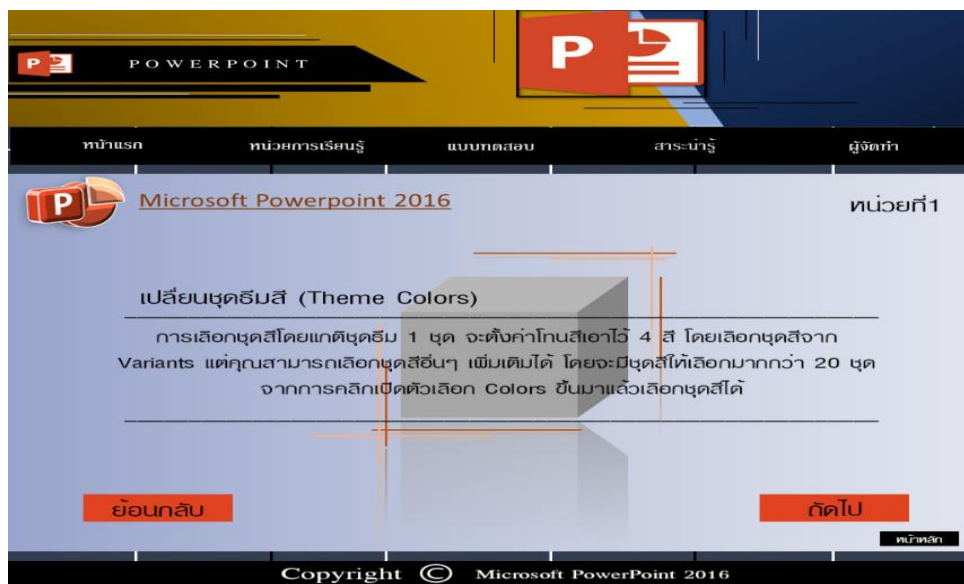 P POWERPOINT
P
หน้าแรก หน่วยการเรียนรู้ แบบทดสอบ สาระน่ารู้ ผู้จัดทำ
P Microsoft Powerpoint 2016 หน่วยที่1
เปลี่ยนชุดธีมสี (Theme Colors)
การเลือกชุดสีโดยแกติชุดธีม 1 ชุด จะตั้งค่าโทนสีเอาไว้ 4 สี โดยเลือกชุดสีจาก
Variants แต่คุณสามารถเลือกชุดสีอื่นๆ เพิ่มเติมได้ โดยจะมีชุดสีให้เลือกมากกว่า 20 ชุด
จากการคลิกเปิดตัวเลือก Colors ขึ้นมาแล้วเลือกชุดสีได้
ย้อนกลับ ถัดไป
หน้าหลัก
Copyright © Microsoft PowerPoint 2016